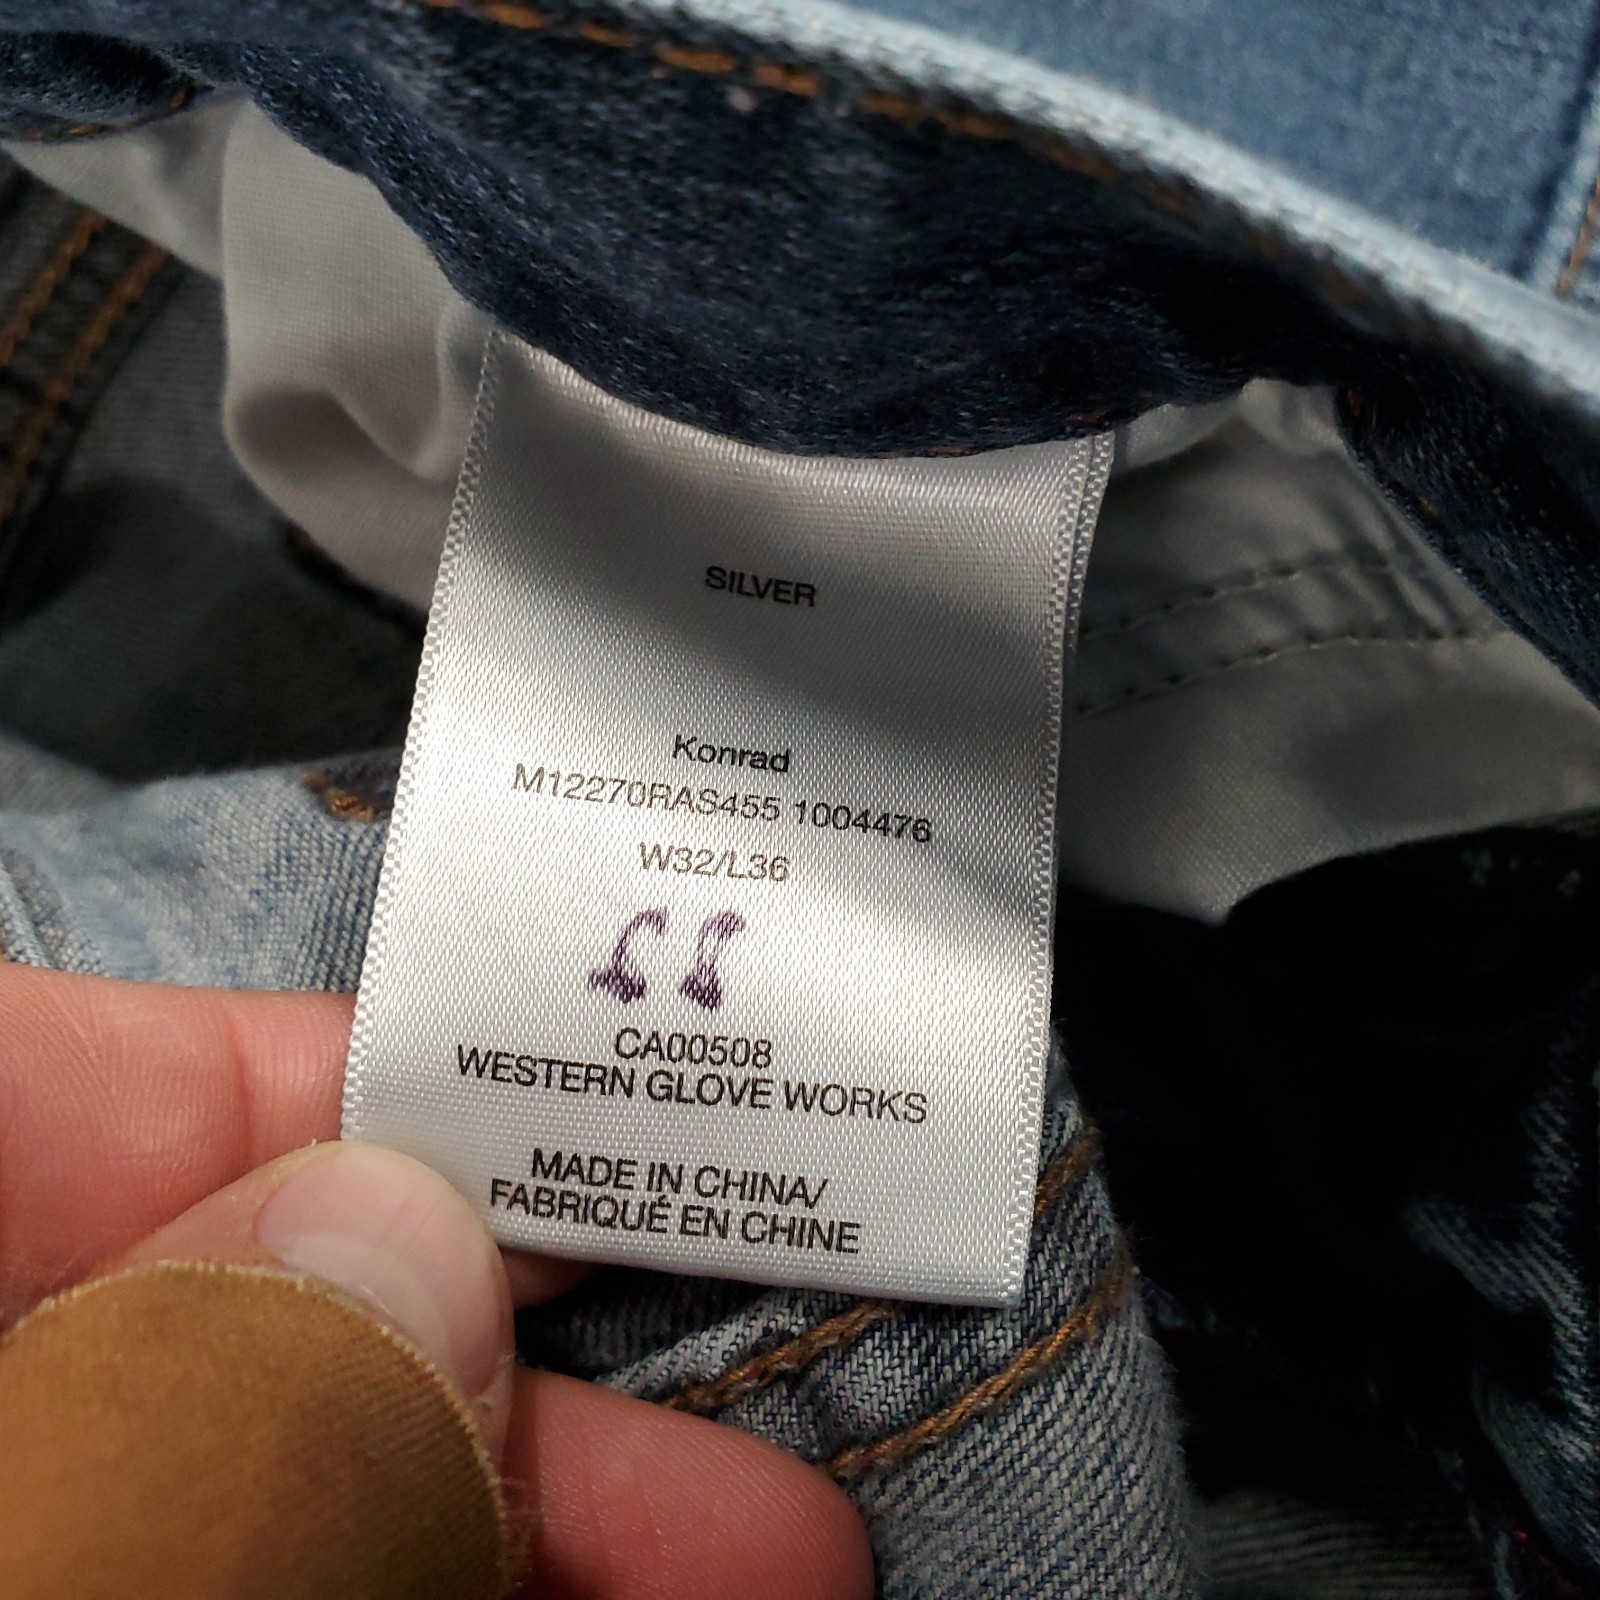 SILVER
Konrad
M12270RAS455 1004476
W32/L36
CA00508
WESTERN GLOVE WORKS
MADE IN CHINA/
FABRIQUÉ EN CHINE